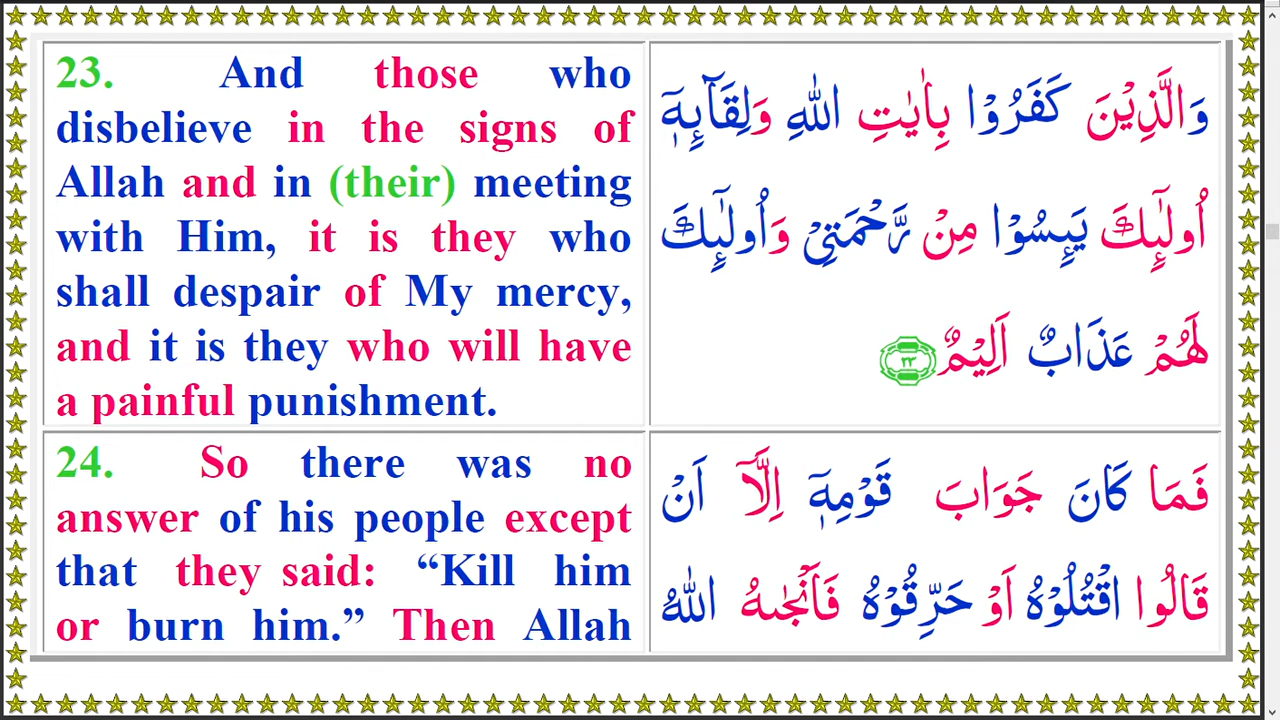 23. And those who
disbelieve in the signs of
Allah and in (their) meeting
with Him, it is they who
shall despair of My mercy,
and it is they who will have
a painful punishment.
وَالَّذِيْنَ كَفَرُوْا بِاٰيٰتِ اللّٰهِ وَلِقَآئِهٖۤ
اُولٰٓئِكَ يَئِسُوْا مِنْ رَّحْمَتِيْ وَاُولٰٓئِكَ
لَهُمْ عَذَابٌ اَلِيْمٌ ٢٣
24. So there was no
answer of his people except
that they said: “Kill him
or burn him.” Then Allah
فَمَا كَانَ جَوَابَ قَوْمِهٖۤ اِلَّاۤ اَنْ
قَالُوا اقْتُلُوْهُ اَوْ حَرِّقُوْهُ فَاَنْجٰىهُ اللّٰهُ